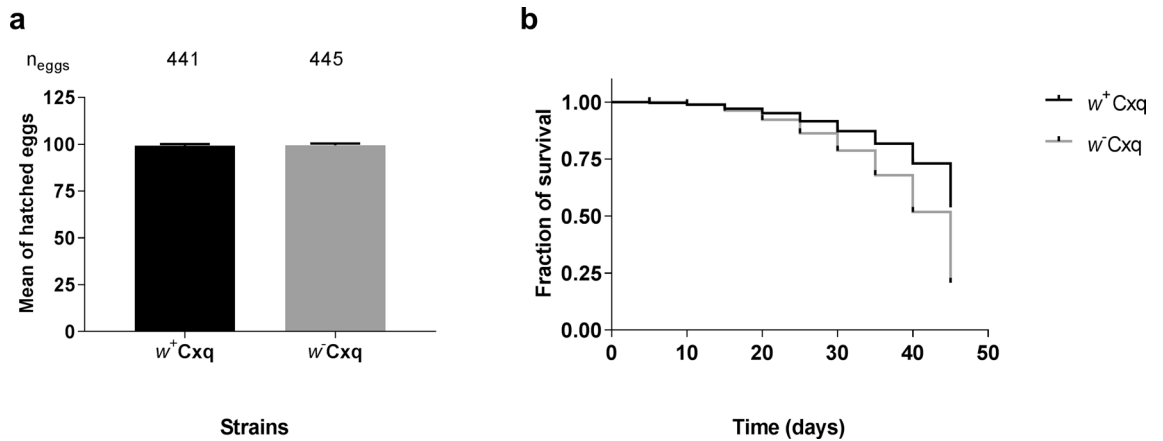 a
n_eggs 441 445
Mean of hatched eggs
125
100
75
50
25
0
w⁺Cxq w⁻Cxq
Strains
b
Fraction of survival
1.00
0.75
0.50
0.25
0.00
0 10 20 30 40 50
Time (days)
w⁺Cxq
w⁻Cxq